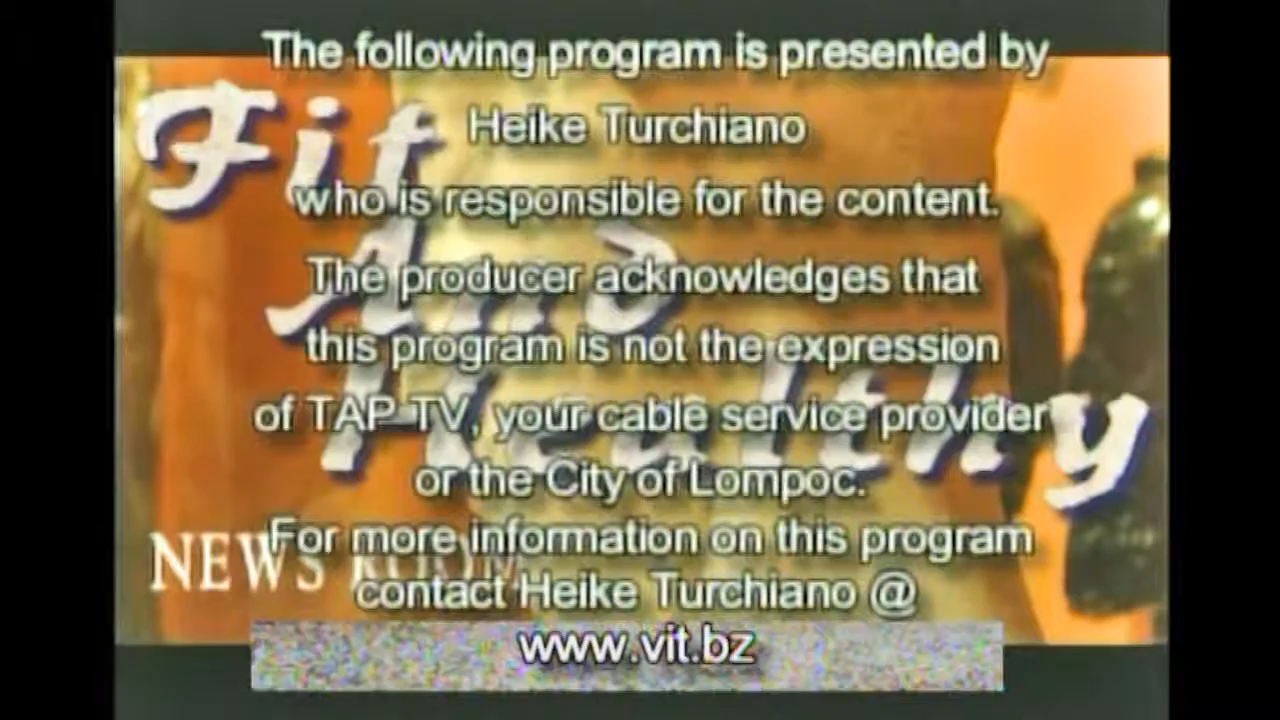 The following program is presented by
Heike Turchiano
who is responsible for the content.
The producer acknowledges that
this program is not the expression
of TAP TV, your cable service provider
or the City of Lompoc.
For more information on this program
contact Heike Turchiano @
www.vit.bz
Fit
And
Healthy
NEWS ROOM